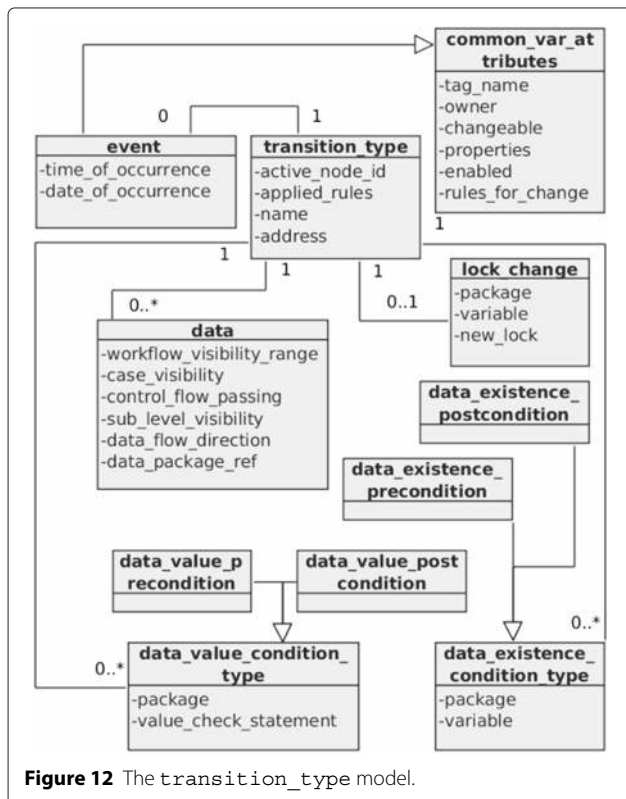 common_var_at
tributes
-tag_name
-owner
-changeable
-properties
-enabled
-rules_for_change
0
1
event
-time_of_occurrence
-date_of_occurrence
transition_type
-active_node_id
-applied_rules
-name
-address
1
1
1
1
0..*
0..1
lock_change
-package
-variable
-new_lock
data
-workflow_visibility_range
-case_visibility
-control_flow_passing
-sub_level_visibility
-data_flow_direction
-data_package_ref
data_existence_
postcondition
data_existence_
precondition
data_value_p
recondition
data_value_post
condition
0..*
0..*
data_value_condition_
type
-package
-value_check_statement
data_existence_
condition_type
-package
-variable
Figure 12 The transition_type model.